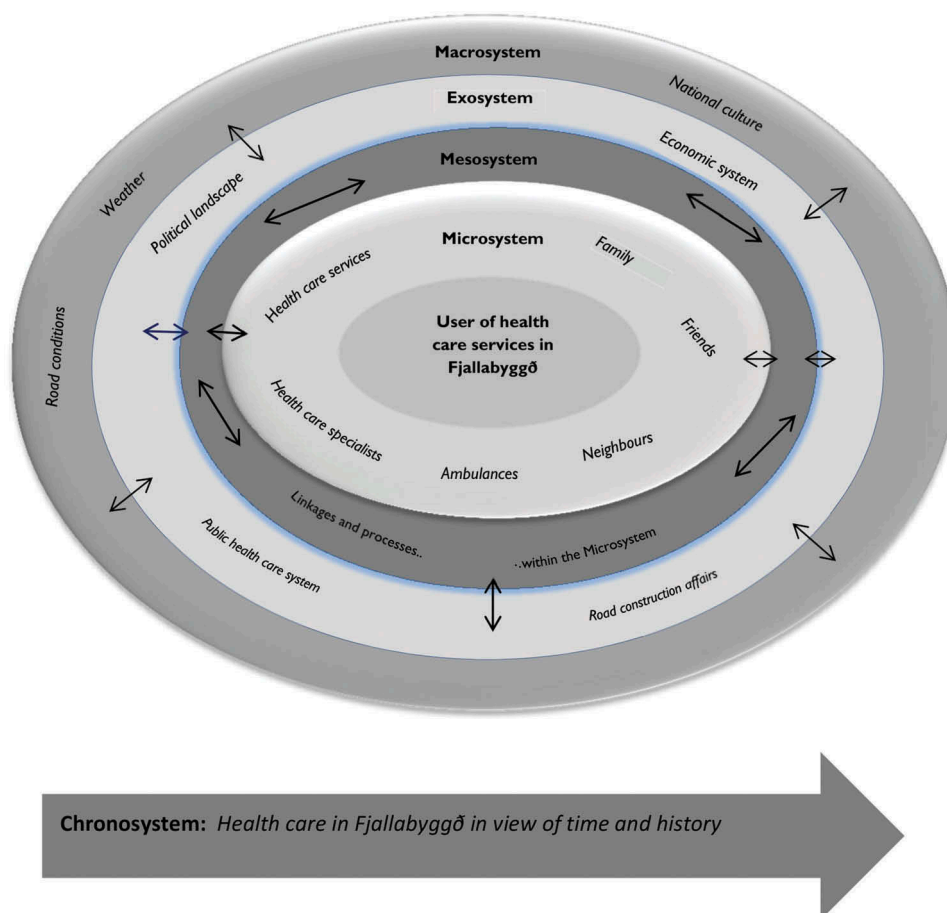 Macrosystem
National culture
Exosystem
Economic system
Mesosystem
Weather
Political landscape
Microsystem
Family
Health care services
User of health
care services in
Fjallabyggð
Friends
Road conditions
Health care specialists
Neighbours
Ambulances
Linkages and processes..
..within the Microsystem
Public health care system
Road construction affairs
Chronosystem: Health care in Fjallabyggð in view of time and history